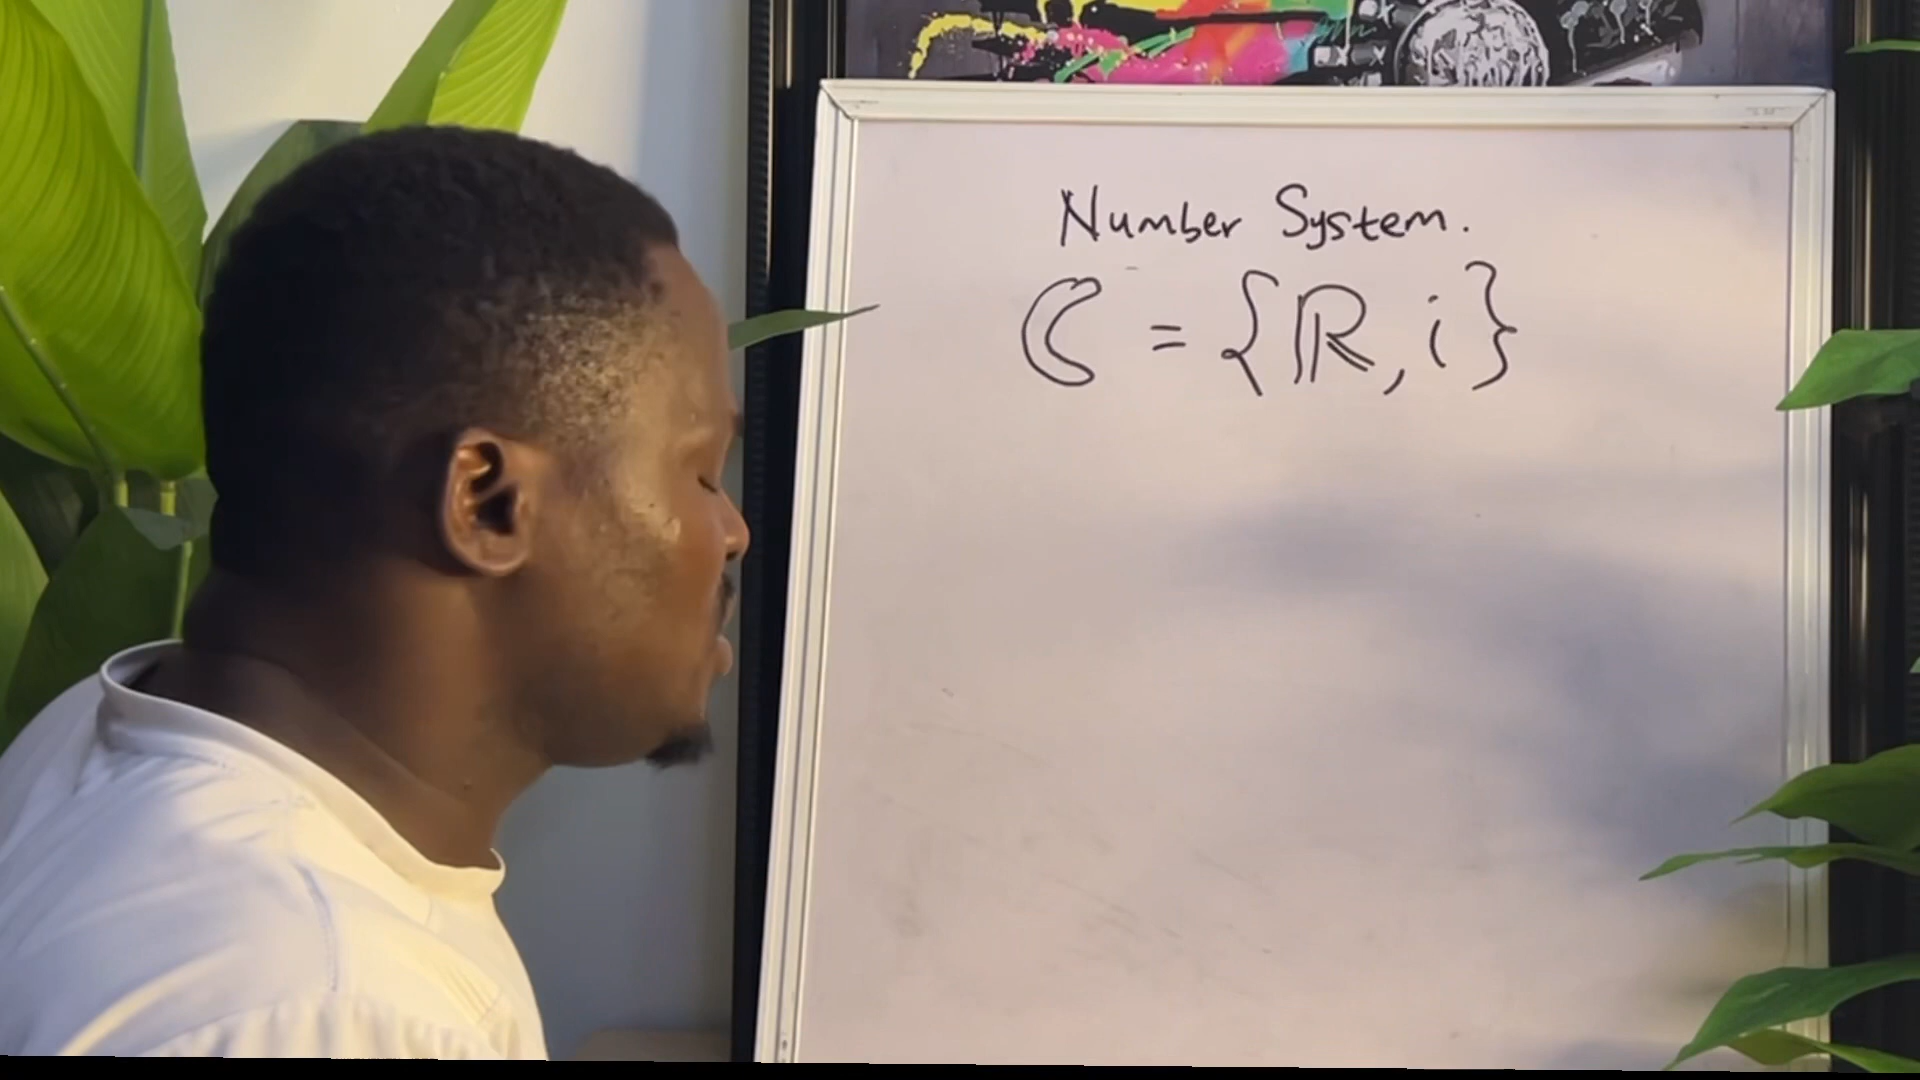 Number System.
ℂ = {ℝ, i}